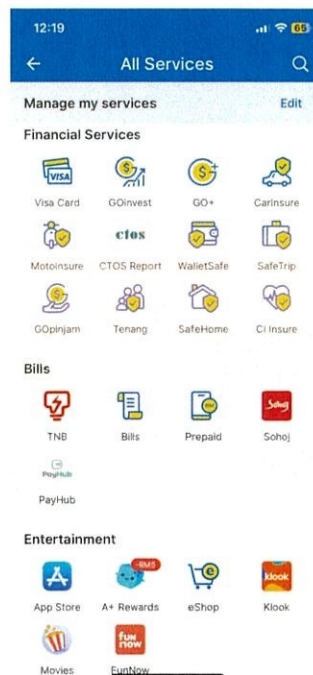 12:19
65
All Services
Manage my services
Edit
Financial Services
VISA
ctos
Visa Card
GOinvest
GO+
CarInsure
MotoInsure
CTOS Report
WalletSafe
SafeTrip
GOpinjam
Tenang
SafeHome
CI Insure
Bills
Sohoj
TNB
Bills
Prepaid
Sohoj
PayHub
PayHub
Entertainment
-RM5
klook
App Store
A+ Rewards
eShop
Klook
FUN
NOW
Movies
FunNow